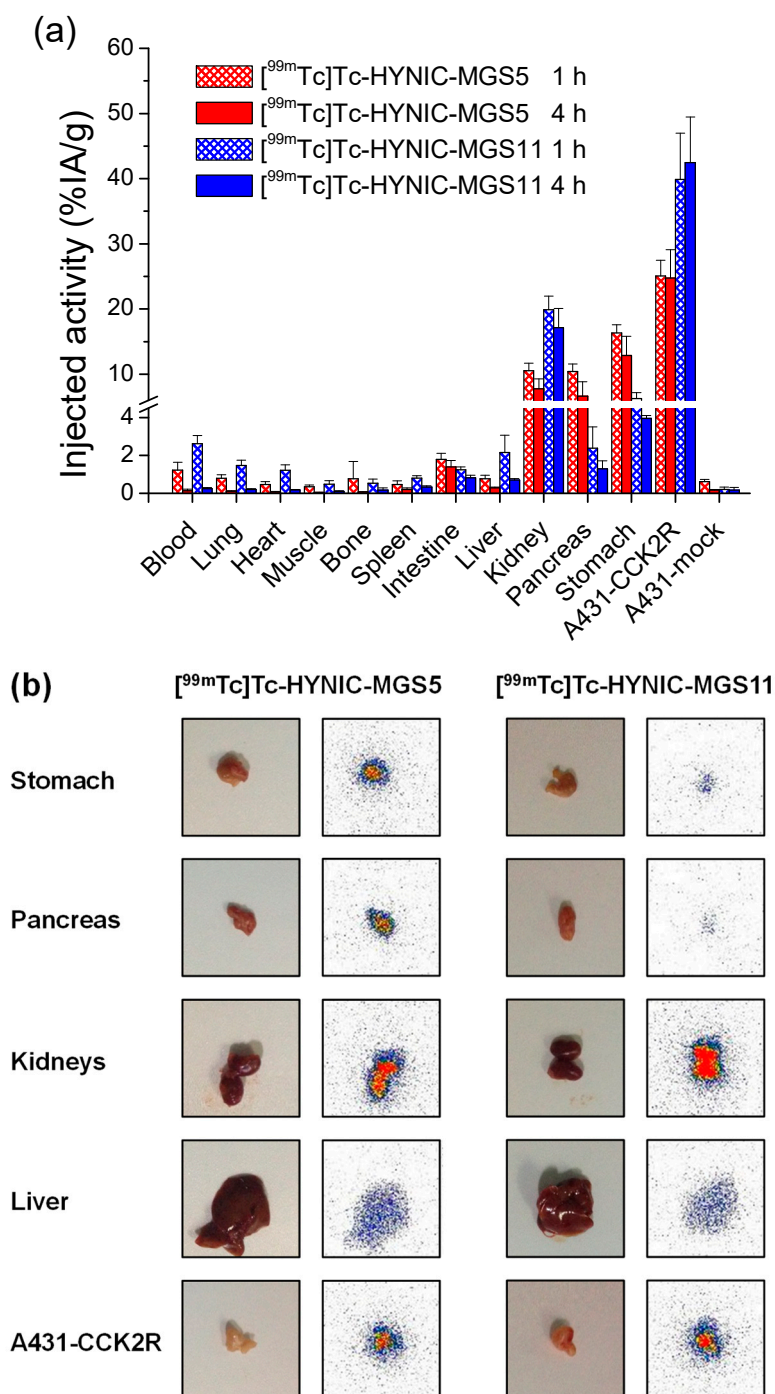 (a)
60
50
40
30
20
10
4
2
0
Injected activity (%IA/g)
[99mTc]Tc-HYNIC-MGS5 1 h
[99mTc]Tc-HYNIC-MGS5 4 h
[99mTc]Tc-HYNIC-MGS11 1 h
[99mTc]Tc-HYNIC-MGS11 4 h
Blood
Lung
Heart
Muscle
Bone
Spleen
Intestine
Liver
Kidney
Pancreas
Stomach
A431-CCK2R
A431-mock
(b)
[99mTc]Tc-HYNIC-MGS5 [99mTc]Tc-HYNIC-MGS11
Stomach
Pancreas
Kidneys
Liver
A431-CCK2R